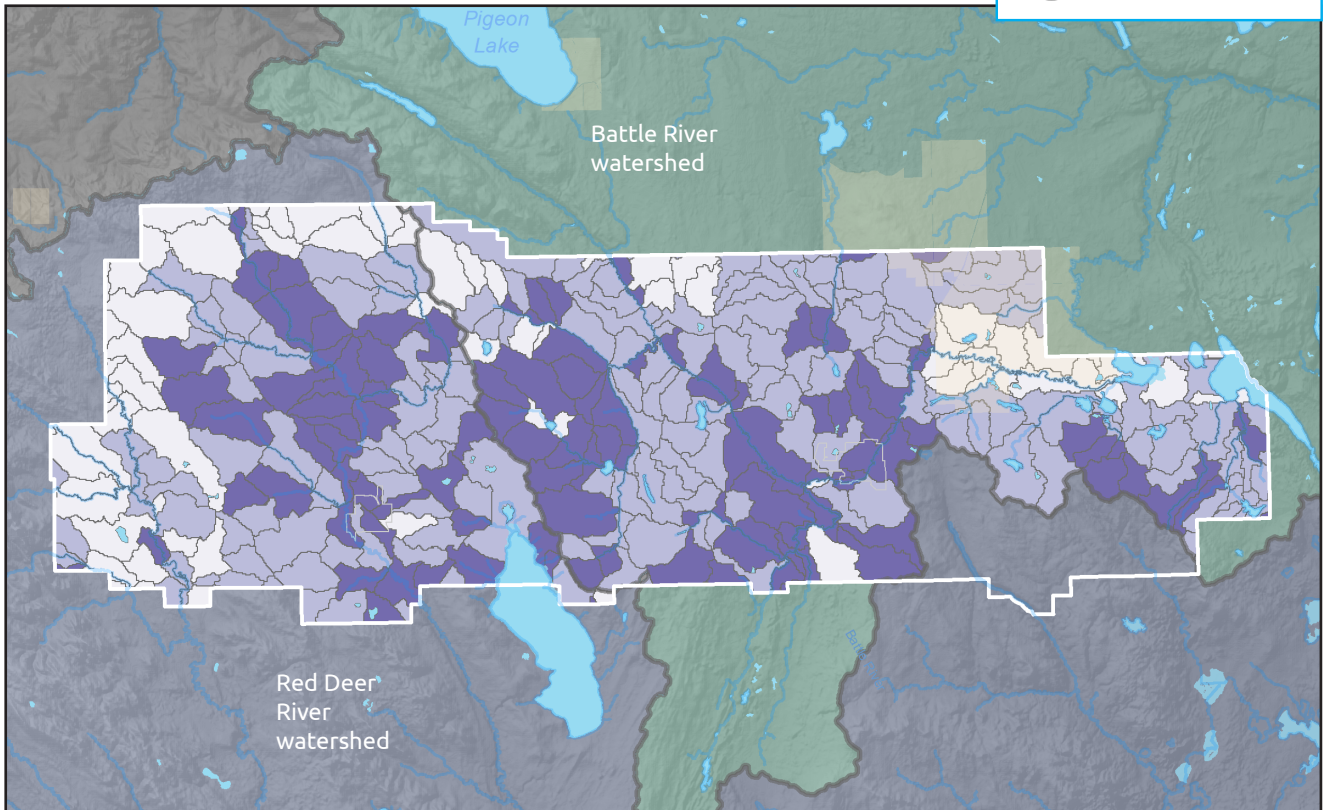 Pigeon
Lake
Battle River
watershed
Red Deer
River
watershed